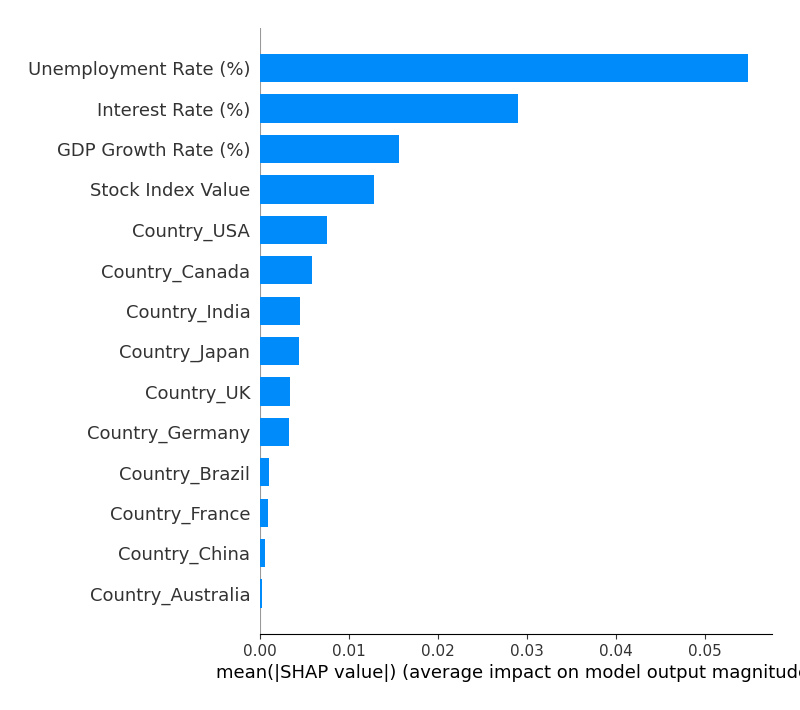 Unemployment Rate (%)
Interest Rate (%)
GDP Growth Rate (%)
Stock Index Value
Country_USA
Country_Canada
Country_India
Country_Japan
Country_UK
Country_Germany
Country_Brazil
Country_France
Country_China
Country_Australia
0.00 0.01 0.02 0.03 0.04 0.05
mean(|SHAP value|) (average impact on model output magnitude